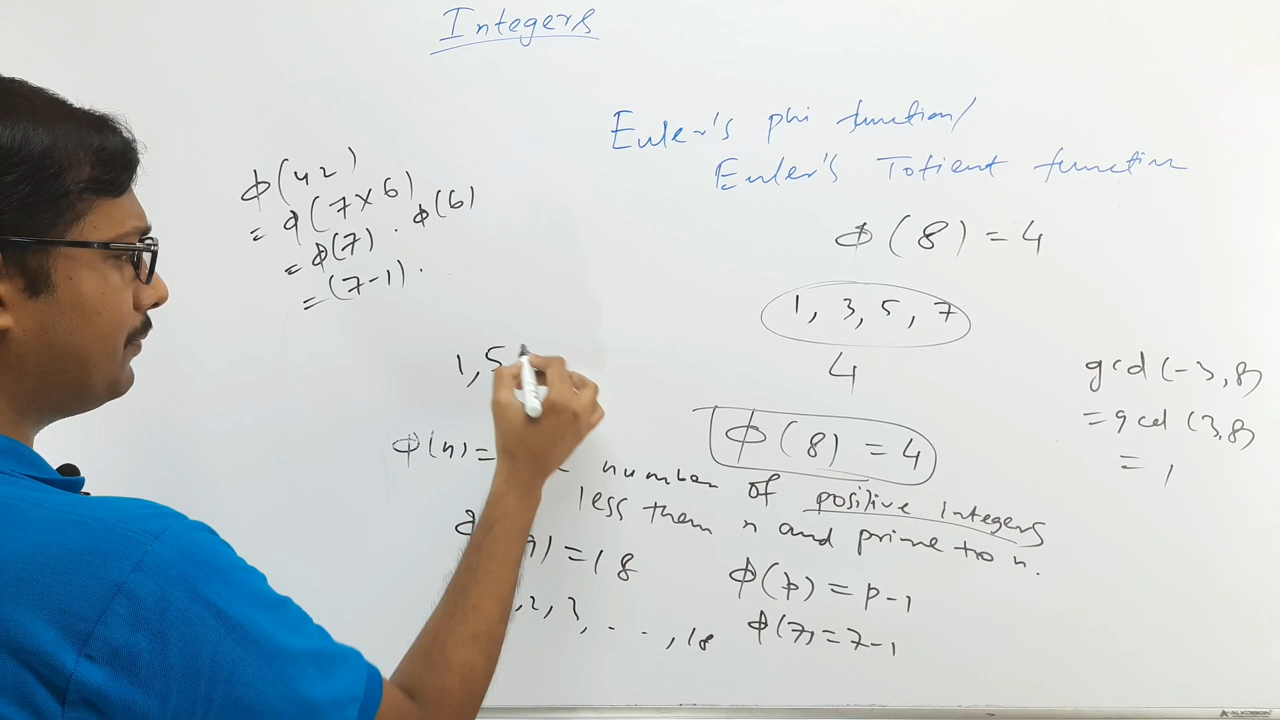 Integers
Euler's phi function/
Euler's Totient function
φ(42)
= φ(7×6)
= φ(7) · φ(6)
= (7-1) ·
φ(8) = 4
1, 3, 5, 7
4
1, 5
gcd (-3, 8)
= gcd (3, 8)
= 1
φ(8) = 4
φ(n) = number of positive integers
less then n and prime to n.
9) = 18
, 2, 3, - - -, 18
φ(p) = p-1
φ(7) = 7-1